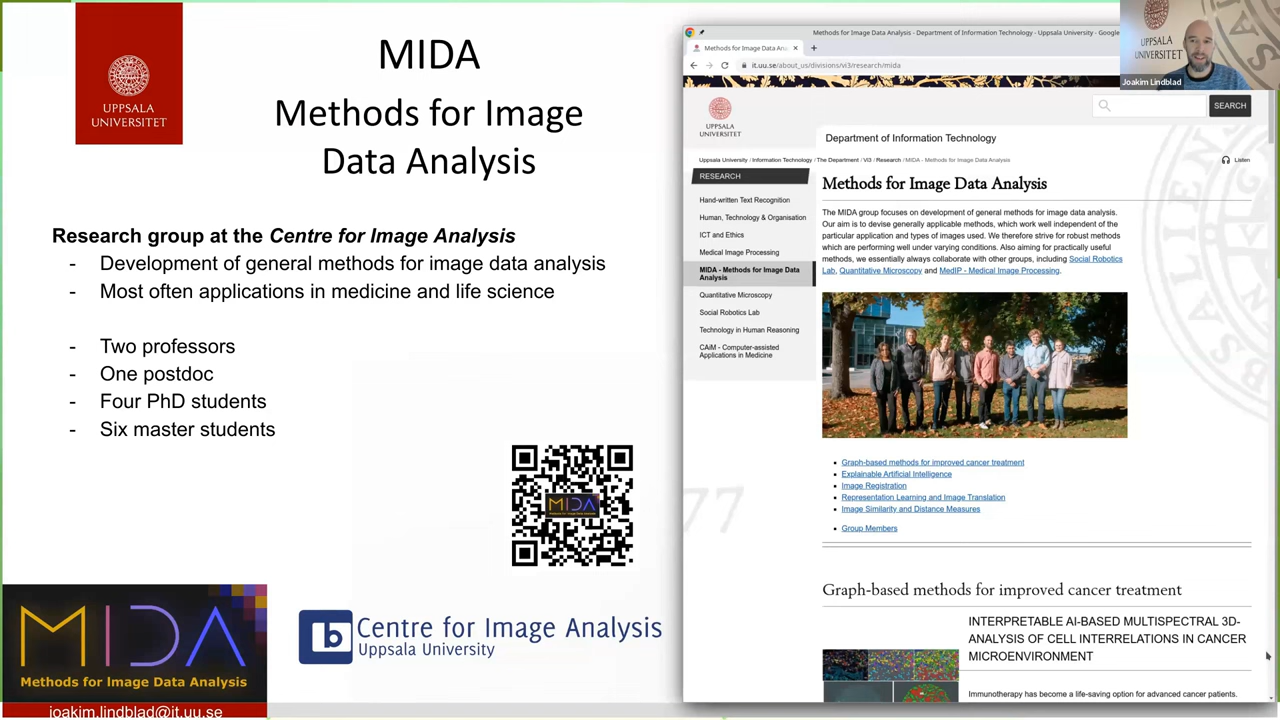 UPPSALA
UNIVERSITET
MIDA
Methods for Image
Data Analysis
Research group at the Centre for Image Analysis
- Development of general methods for image data analysis
- Most often applications in medicine and life science
- Two professors
- One postdoc
- Four PhD students
- Six master students
MIDA
MIDA
Methods for Image Data Analysis
joakim.lindblad@it.uu.se
Centre for Image Analysis
Uppsala University
Methods for Image Data Analysis - Department of Information Technology - Uppsala University - Google
Methods for Image Data Ana
it.uu.se/about_us/divisions/vi3/research/mida
UPPSALA
UNIVERSITET
Joakim Lindblad
UPPSALA
UNIVERSITET
SEARCH
Department of Information Technology
Uppsala University / Information Technology / The Department / Vi3 / Research / MIDA - Methods for Image Data Analysis
Listen
RESEARCH
Hand-written Text Recognition
Human, Technology & Organisation
ICT and Ethics
Medical Image Processing
MIDA - Methods for Image Data
Analysis
Quantitative Microscopy
Social Robotics Lab
Technology in Human Reasoning
CAiM - Computer-assisted
Applications in Medicine
Methods for Image Data Analysis
The MIDA group focuses on development of general methods for image data analysis.
Our aim is to devise generally applicable methods, which work well independent of the
particular application and types of images used. We therefore strive for robust methods
which are performing well under varying conditions. Also aiming for practically useful
methods, we essentially always collaborate with other groups, including Social Robotics
Lab, Quantitative Microscopy and MedIP - Medical Image Processing.
Graph-based methods for improved cancer treatment
Explainable Artificial Intelligence
Image Registration
Representation Learning and Image Translation
Image Similarity and Distance Measures
Group Members
77
Graph-based methods for improved cancer treatment
INTERPRETABLE AI-BASED MULTISPECTRAL 3D-
ANALYSIS OF CELL INTERRELATIONS IN CANCER
MICROENVIRONMENT
Immunotherapy has become a life-saving option for advanced cancer patients.